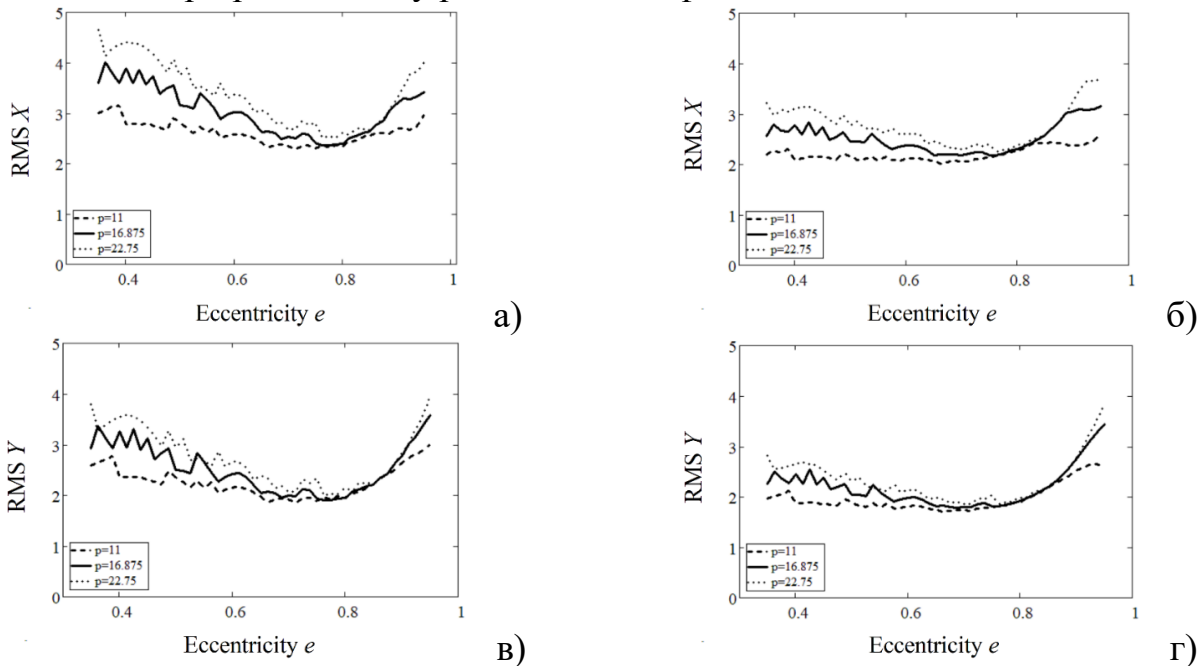 5
4
3
2
1
0
RMS X
p=11
p=16.875
p=22.75
0.4
0.6
0.8
1
Eccentricity e
а)
5
4
3
2
1
0
RMS X
p=11
p=16.875
p=22.75
0.4
0.6
0.8
1
Eccentricity e
б)
5
4
3
2
1
0
RMS Y
p=11
p=16.875
p=22.75
0.4
0.6
0.8
1
Eccentricity e
в)
5
4
3
2
1
0
RMS Y
p=11
p=16.875
p=22.75
0.4
0.6
0.8
1
Eccentricity e
г)